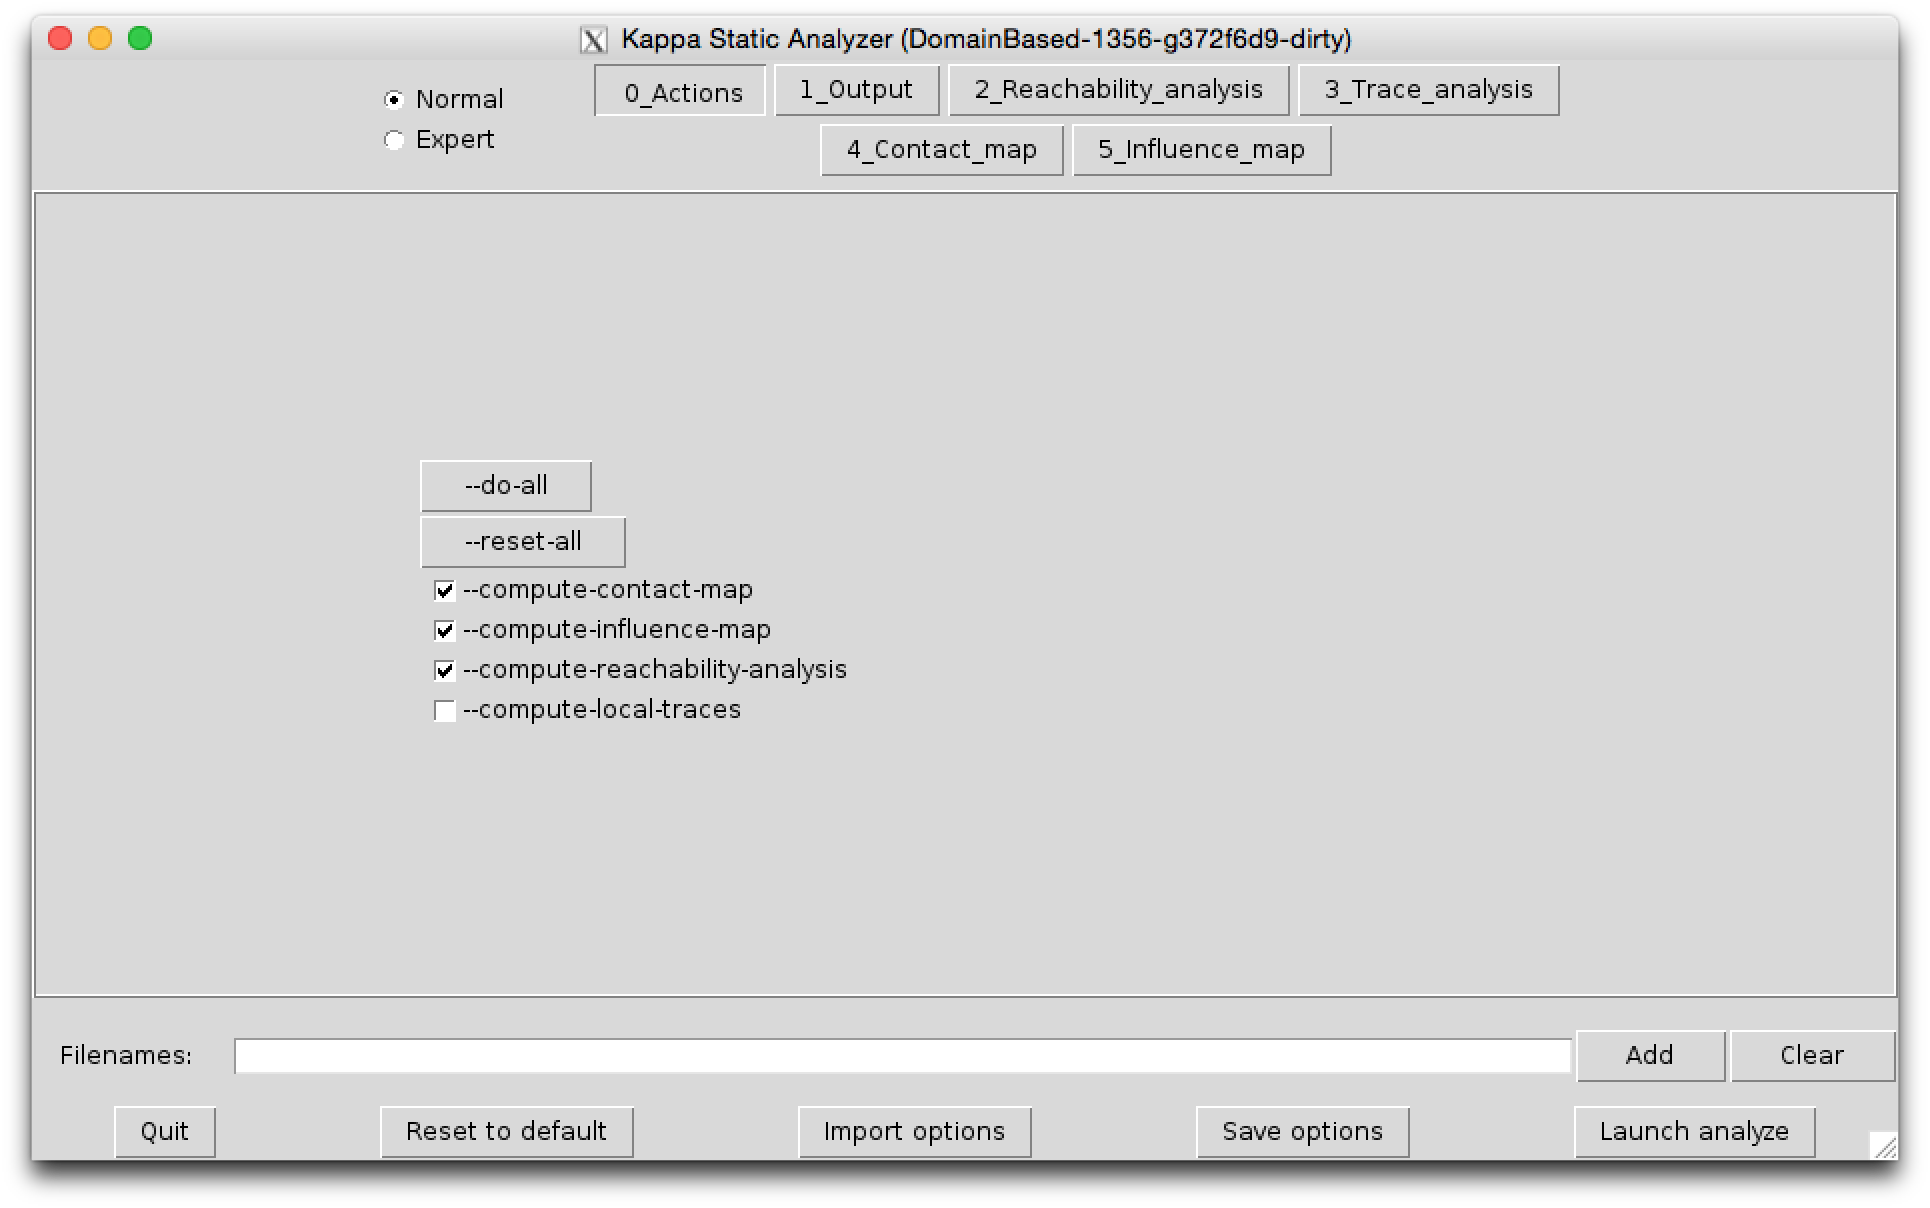 Kappa Static Analyzer (DomainBased-1356-g372f6d9-dirty)
Normal
Expert
0_Actions 1_Output 2_Reachability_analysis 3_Trace_analysis
4_Contact_map 5_Influence_map
--do-all
--reset-all
--compute-contact-map
--compute-influence-map
--compute-reachability-analysis
--compute-local-traces
Filenames: Add Clear
Quit Reset to default Import options Save options Launch analyze